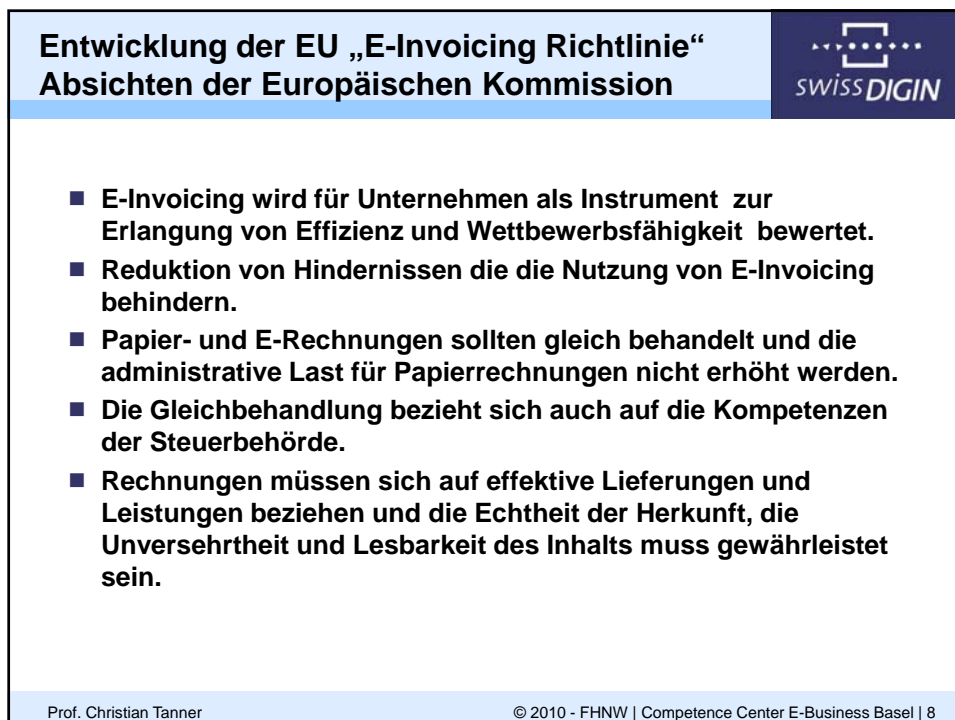 Entwicklung der EU „E-Invoicing Richtlinie“
Absichten der Europäischen Kommission
swissDIGIN
■ E-Invoicing wird für Unternehmen als Instrument zur
Erlangung von Effizienz und Wettbewerbsfähigkeit bewertet.
■ Reduktion von Hindernissen die die Nutzung von E-Invoicing
behindern.
■ Papier- und E-Rechnungen sollten gleich behandelt und die
administrative Last für Papierrechnungen nicht erhöht werden.
■ Die Gleichbehandlung bezieht sich auch auf die Kompetenzen
der Steuerbehörde.
■ Rechnungen müssen sich auf effektive Lieferungen und
Leistungen beziehen und die Echtheit der Herkunft, die
Unversehrtheit und Lesbarkeit des Inhalts muss gewährleistet
sein.
Prof. Christian Tanner © 2010 - FHNW | Competence Center E-Business Basel | 8